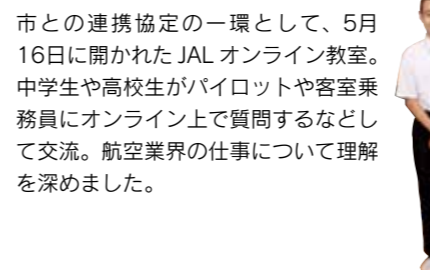 市との連携協定の一環として、5月
16日に開かれた JAL オンライン教室。
中学生や高校生がパイロットや客室乗
務員にオンライン上で質問するなどし
て交流。航空業界の仕事について理解
を深めました。